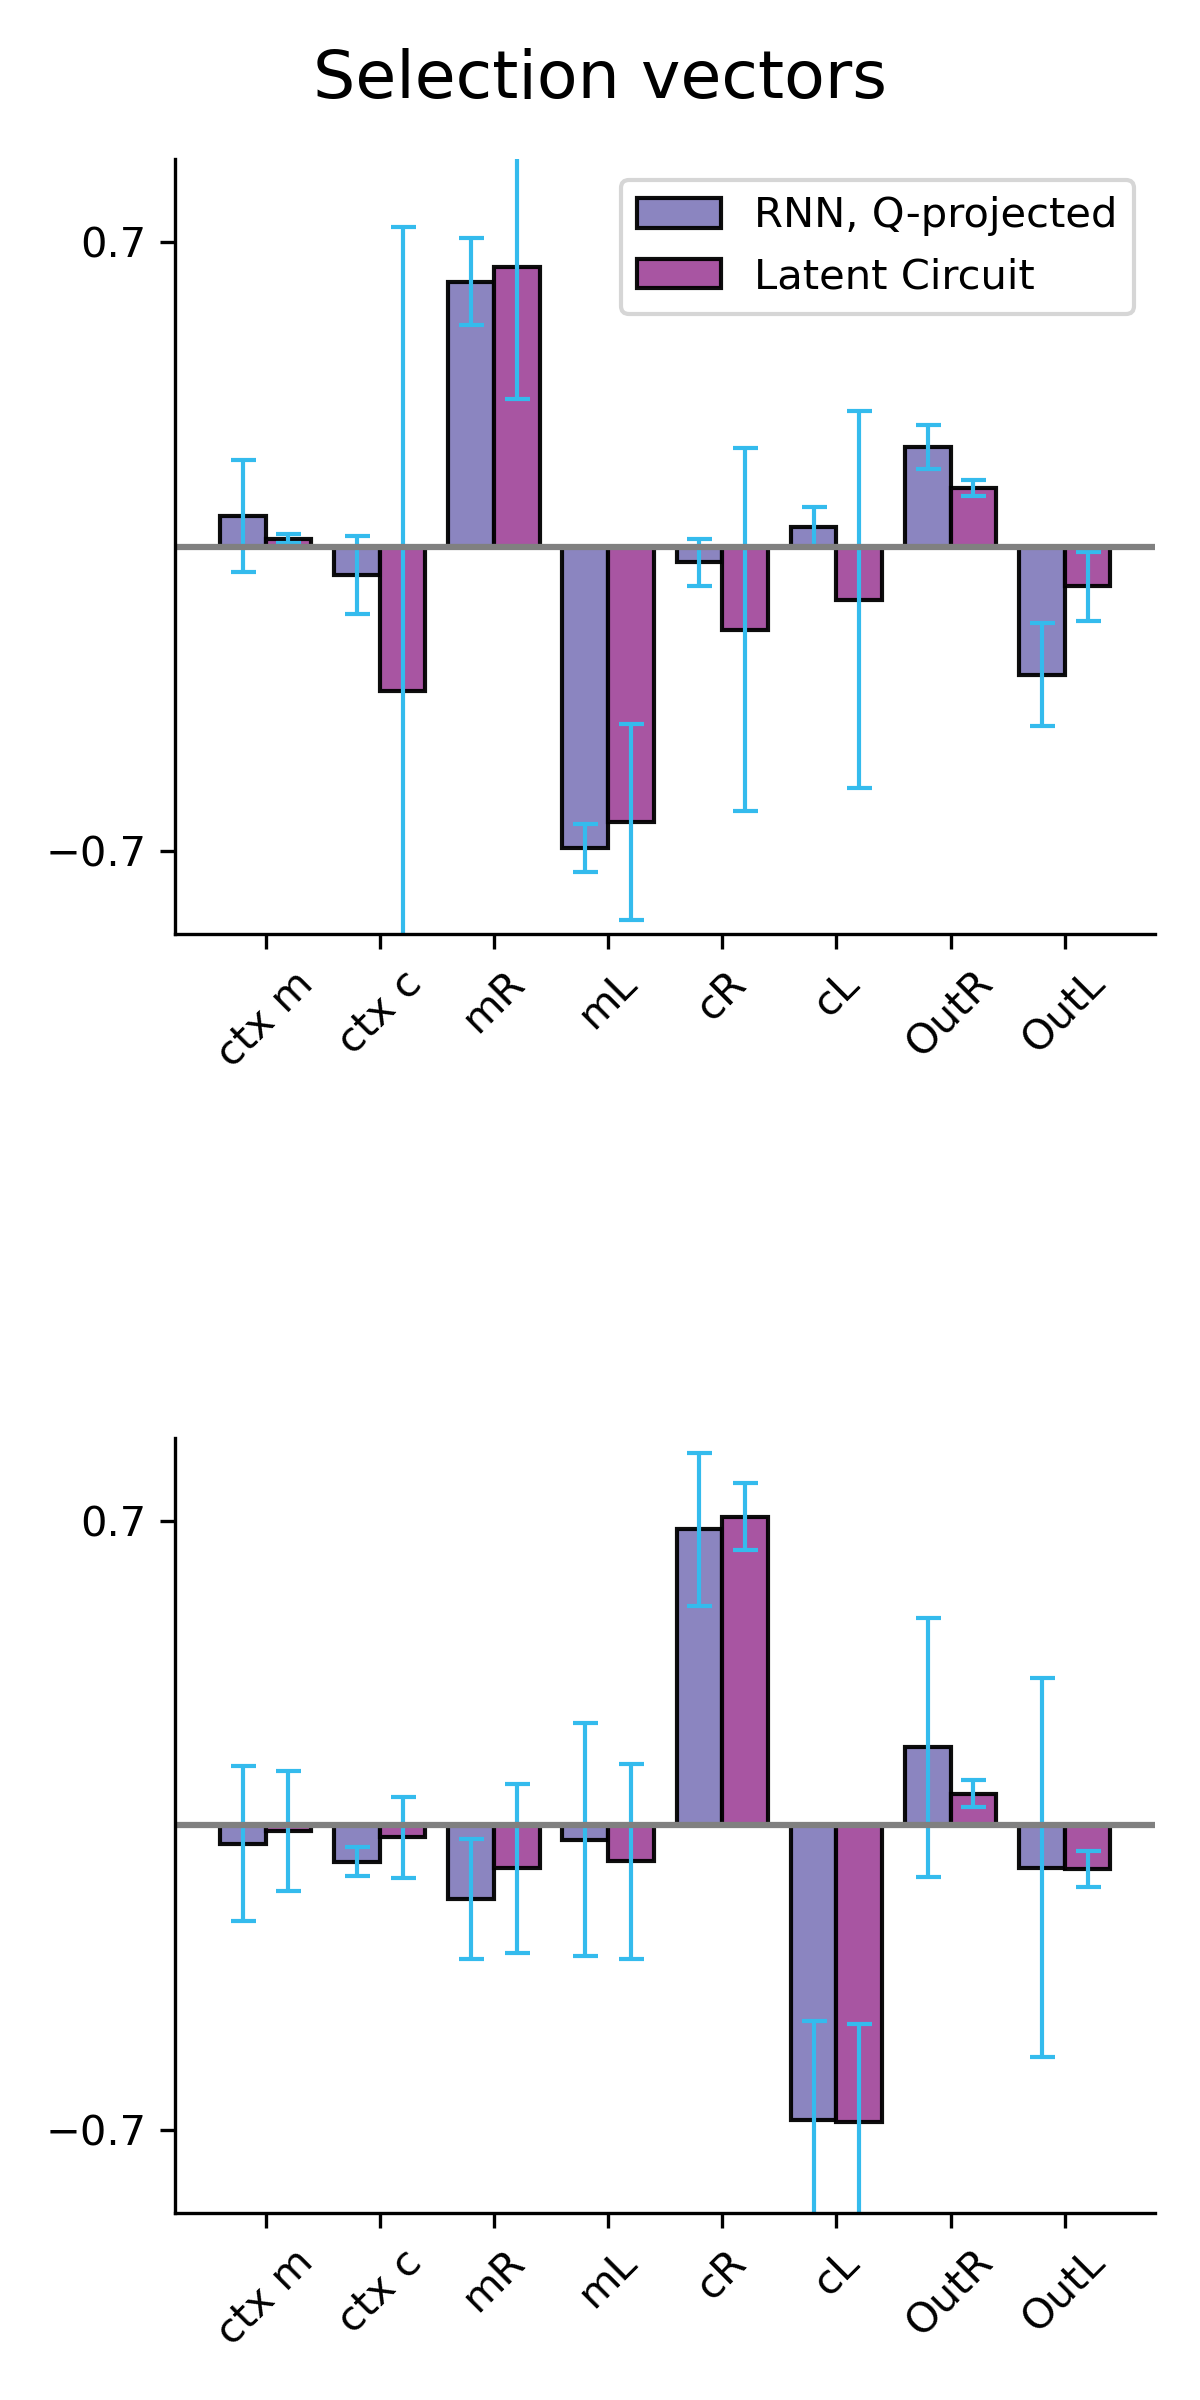 Selection vectors
RNN, Q-projected
Latent Circuit
0.7
−0.7
ctx m
ctx c
mR
mL
cR
cL
OutR
OutL
0.7
−0.7
ctx m
ctx c
mR
mL
cR
cL
OutR
OutL